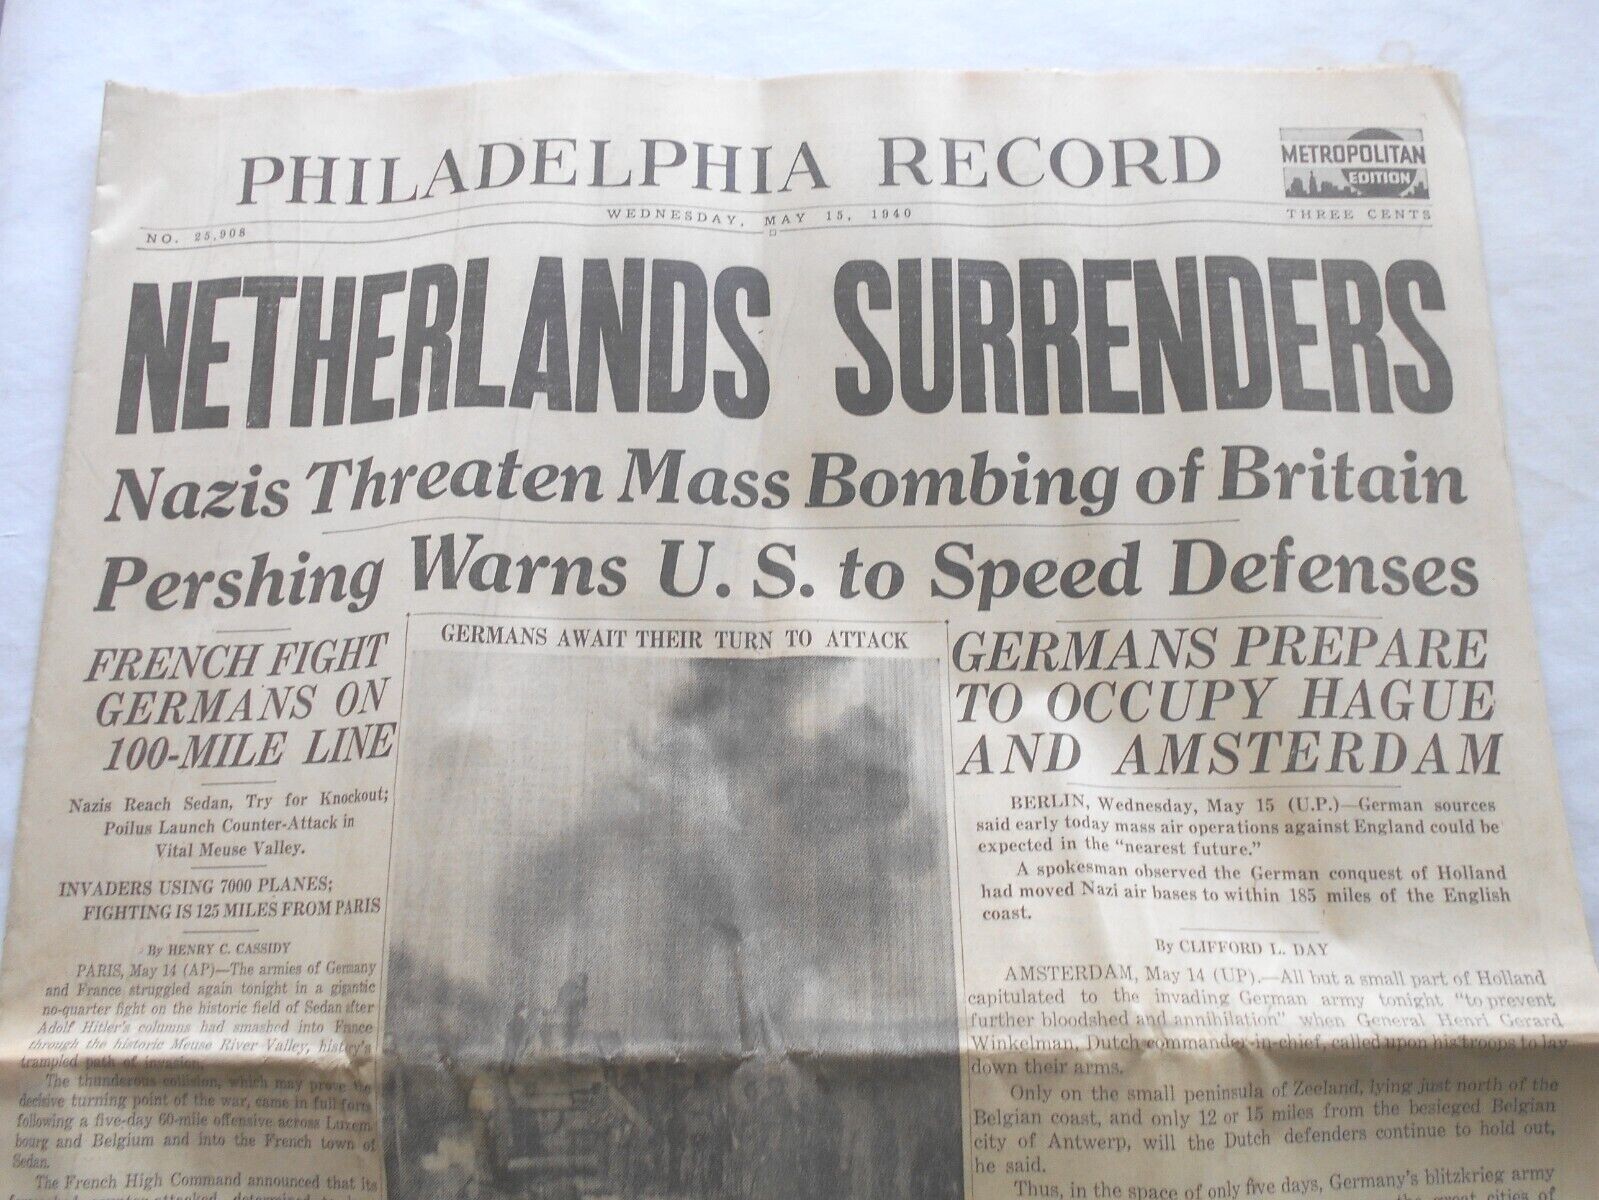 PHILADELPHIA RECORD
METROPOLITAN
EDITION
NO. 25,908
WEDNESDAY, MAY 15, 1940
THREE CENTS
NETHERLANDS SURRENDERS
Nazis Threaten Mass Bombing of Britain
Pershing Warns U. S. to Speed Defenses
FRENCH FIGHT
GERMANS ON
100-MILE LINE
Nazis Reach Sedan, Try for Knockout;
Poilus Launch Counter-Attack in
Vital Meuse Valley.
INVADERS USING 7000 PLANES;
FIGHTING IS 125 MILES FROM PARIS
By HENRY C. CASSIDY
PARIS, May 14 (AP)—The armies of Germany
and France struggled again tonight in a gigantic
no-quarter fight on the historic field of Sedan after
Adolf Hitler's columns had smashed into France
through the historic Meuse River Valley, history's
trampled path of invasion.
The thunderous collision, which may prove the
decisive turning point of the war, came in full force
following a five-day 60-mile offensive across Luxem-
bourg and Belgium and into the French town of
Sedan.
The French High Command announced that its
counter-attacked, determined
GERMANS AWAIT THEIR TURN TO ATTACK
GERMANS PREPARE
TO OCCUPY HAGUE
AND AMSTERDAM
BERLIN, Wednesday, May 15 (U.P.)—German sources
said early today mass air operations against England could be
expected in the "nearest future."
A spokesman observed the German conquest of Holland
had moved Nazi air bases to within 185 miles of the English
coast.
By CLIFFORD L. DAY
AMSTERDAM, May 14 (UP).—All but a small part of Holland
capitulated to the invading German army tonight "to prevent
further bloodshed and annihilation" when General Henri Gerard
Winkelman, Dutch commander-in-chief, called upon his troops to lay
down their arms.
Only on the small peninsula of Zeeland, lying just north of the
Belgian coast, and only 12 or 15 miles from the besieged Belgian
city of Antwerp, will the Dutch defenders continue to hold out,
he said.
Thus, in the space of only five days, Germany's blitzkrieg army
great cities of